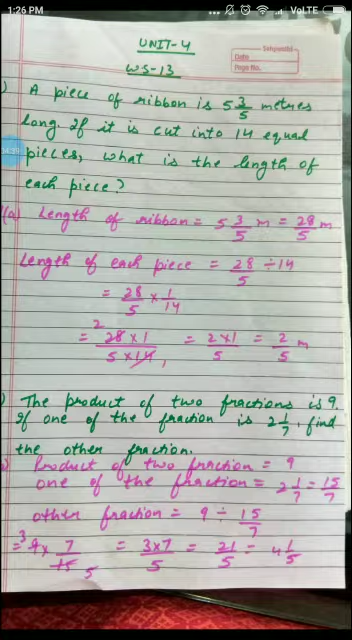 1:26 PM ... VoLTE
UNIT-4
WS-13
Date
Page No.
) A piece of ribbon is 5 3/5 metres
long. If it is cut into 14 equal
pieces, what is the length of
each piece?
(a) Length of ribbon = 5 3/5 m = 28/5 m
Length of each piece = 28/5 ÷ 14
= 28/5 × 1/14
= 2 28×1/5×14 1 = 2×1/5 = 2/5 m
) The product of two fractions is 9.
If one of the fraction is 2 1/7, find
the other fraction.
) Product of two fraction = 9
one of the fraction = 2 1/7 = 15/7
other fraction = 9 ÷ 15/7
= 3 9 × 7/15 5 = 3×7/5 = 21/5 = 4 1/5